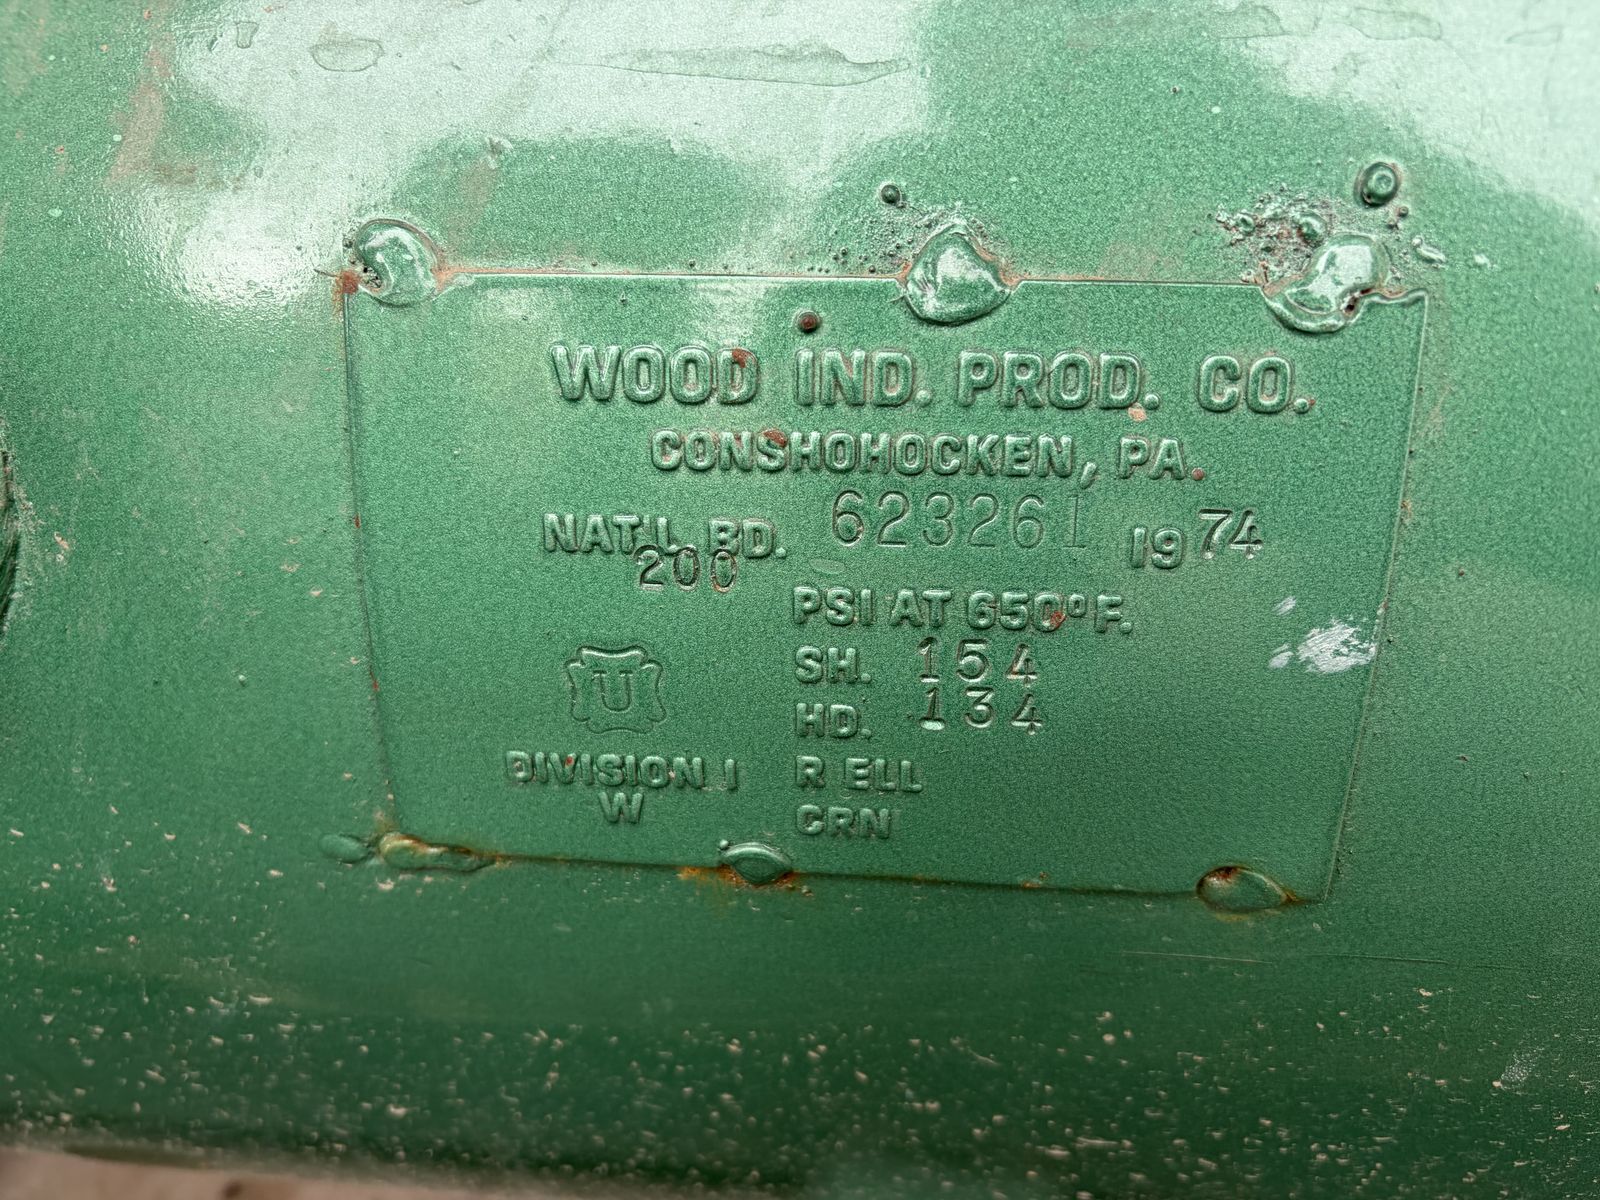 WOOD IND. PROD. CO.
CONSHOHOCKEN, PA.
NAT'L BD. 623261 1974
200 PSI AT 650°F.
SH. 154
HD. 134
U
DIVISION 1 R ELL
W CRN